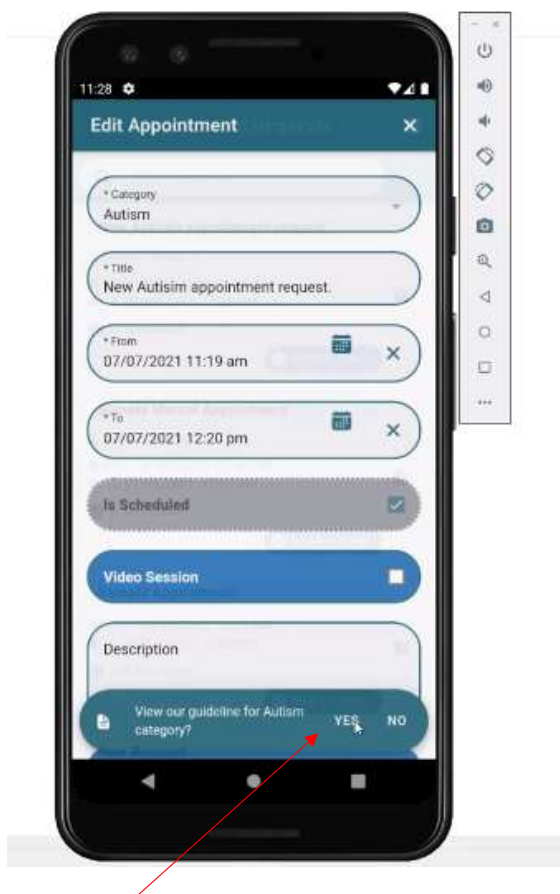 11:28
Edit Appointment
* Category
Autism
* Title
New Autisim appointment request.
* From
07/07/2021 11:19 am
* To
07/07/2021 12:20 pm
Is Scheduled
Video Session
Description
View our guideline for Autism
category?
YES NO